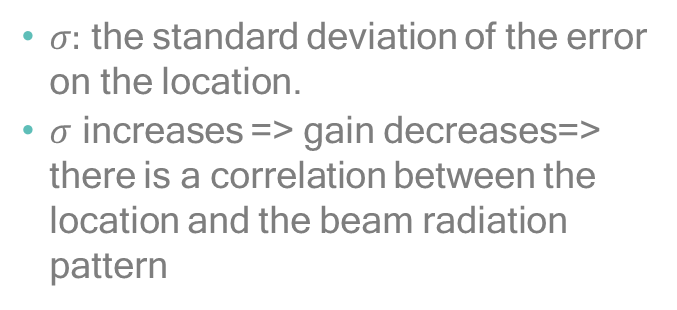 • σ: the standard deviation of the error
on the location.
• σ increases => gain decreases=>
there is a correlation between the
location and the beam radiation
pattern